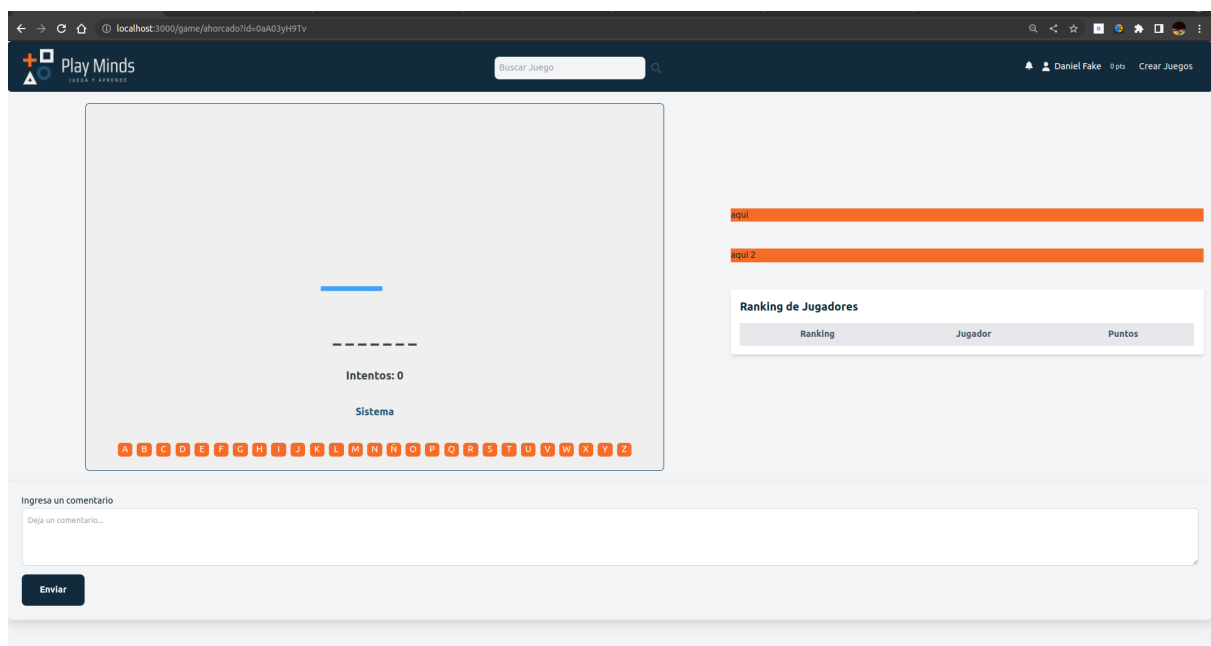 localhost:3000/game/ahorcado?id=0aA03yH9Tv
Play Minds
JUEGA Y APRENDE
Buscar Juego
Daniel Fake 0 pts Crear Juegos
aqui
aqui 2
Ranking de Jugadores
Ranking Jugador Puntos
_ _ _ _ _ _ _
Intentos: 0
Sistema
A B C D E F G H I J K L M N Ñ O P Q R S T U V W X Y Z
Ingresa un comentario
Deja un comentario...
Enviar